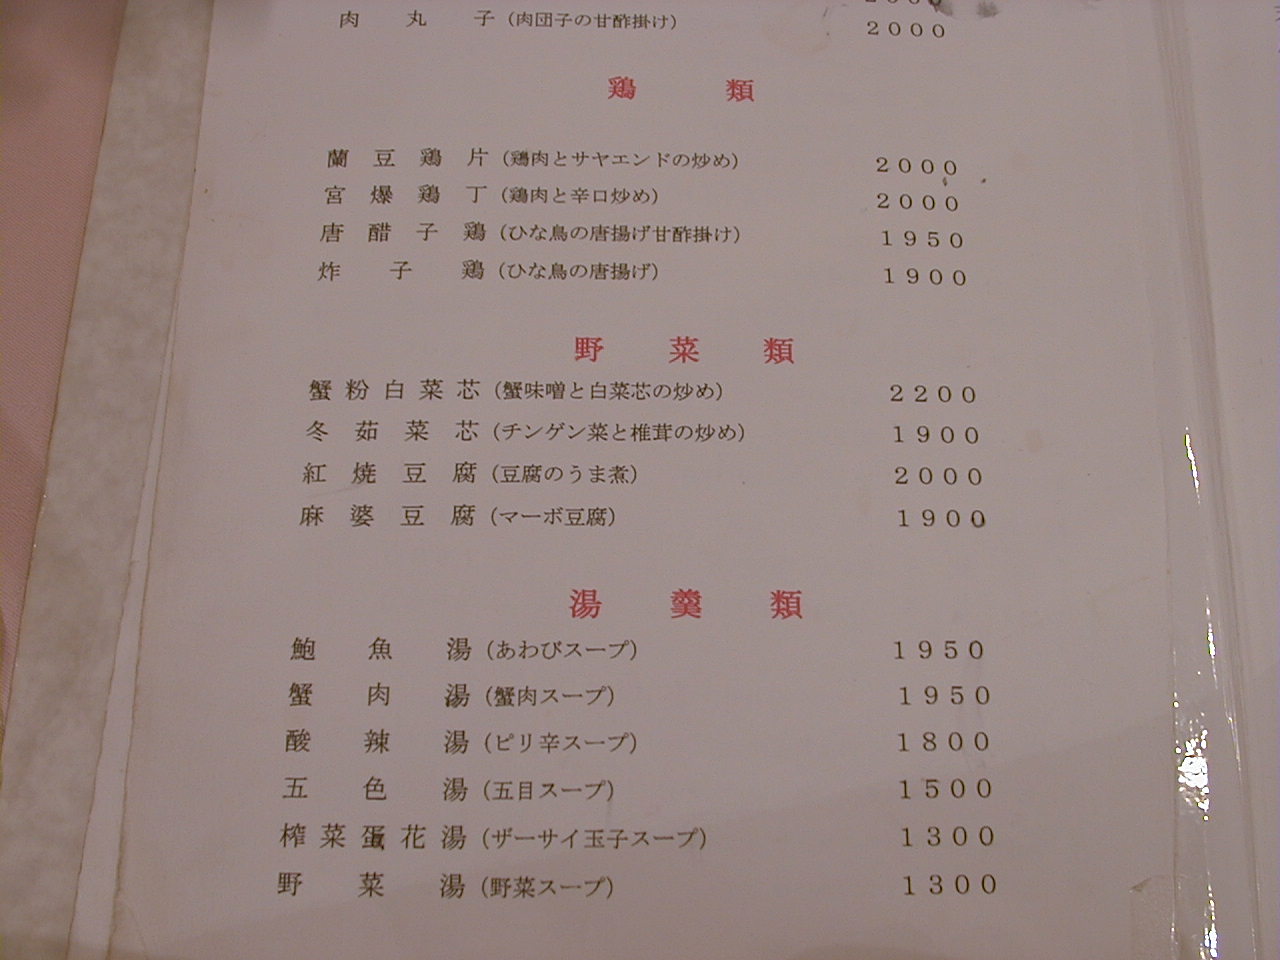 肉丸子(肉団子の甘酢掛け) 2000
鶏類
蘭豆鶏片(鶏肉とサヤエンドの炒め) 2000
宮爆鶏丁(鶏肉と辛口炒め) 2000
唐醋子鶏(ひな鳥の唐揚げ甘酢掛け) 1950
炸子鶏(ひな鳥の唐揚げ) 1900
野菜類
蟹粉白菜芯(蟹味噌と白菜芯の炒め) 2200
冬茹菜芯(チンゲン菜と椎茸の炒め) 1900
紅焼豆腐(豆腐のうま煮) 2000
麻婆豆腐(マーボ豆腐) 1900
湯羹類
鮑魚湯(あわびスープ) 1950
蟹肉湯(蟹肉スープ) 1950
酸辣湯(ピリ辛スープ) 1800
五色湯(五目スープ) 1500
榨菜蛋花湯(ザーサイ玉子スープ) 1300
野菜湯(野菜スープ) 1300